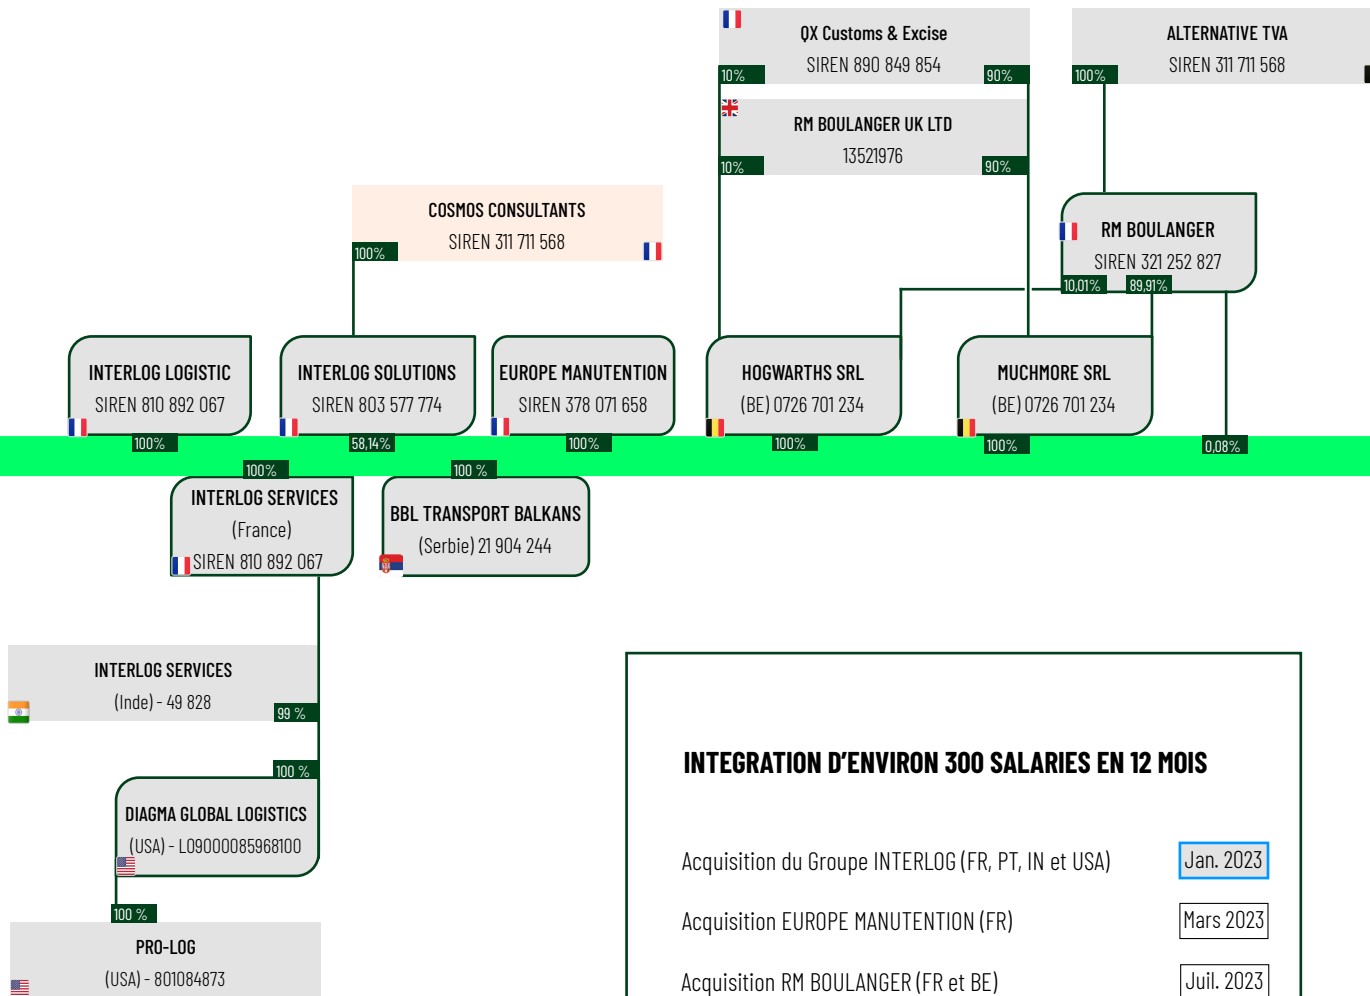 QX Customs & Excise
SIREN 890 849 854
10%
90%
ALTERNATIVE TVA
SIREN 311 711 568
100%
RM BOULANGER UK LTD
13521976
10%
90%
COSMOS CONSULTANTS
SIREN 311 711 568
100%
RM BOULANGER
SIREN 321 252 827
10,01%
89,91%
INTERLOG LOGISTIC
SIREN 810 892 067
100%
INTERLOG SOLUTIONS
SIREN 803 577 774
58,14%
EUROPE MANUTENTION
SIREN 378 071 658
100%
HOGWARTHS SRL
(BE) 0726 701 234
100%
MUCHMORE SRL
(BE) 0726 701 234
100%
0,08%
100%
INTERLOG SERVICES
(France)
SIREN 810 892 067
100 %
BBL TRANSPORT BALKANS
(Serbie) 21 904 244
INTERLOG SERVICES
(Inde) - 49 828
99 %
100 %
DIAGMA GLOBAL LOGISTICS
(USA) - L09000085968100
100 %
PRO-LOG
(USA) - 801084873
INTEGRATION D'ENVIRON 300 SALARIES EN 12 MOIS
Acquisition du Groupe INTERLOG (FR, PT, IN et USA) Jan. 2023
Acquisition EUROPE MANUTENTION (FR) Mars 2023
Acquisition RM BOULANGER (FR et BE) Juil. 2023